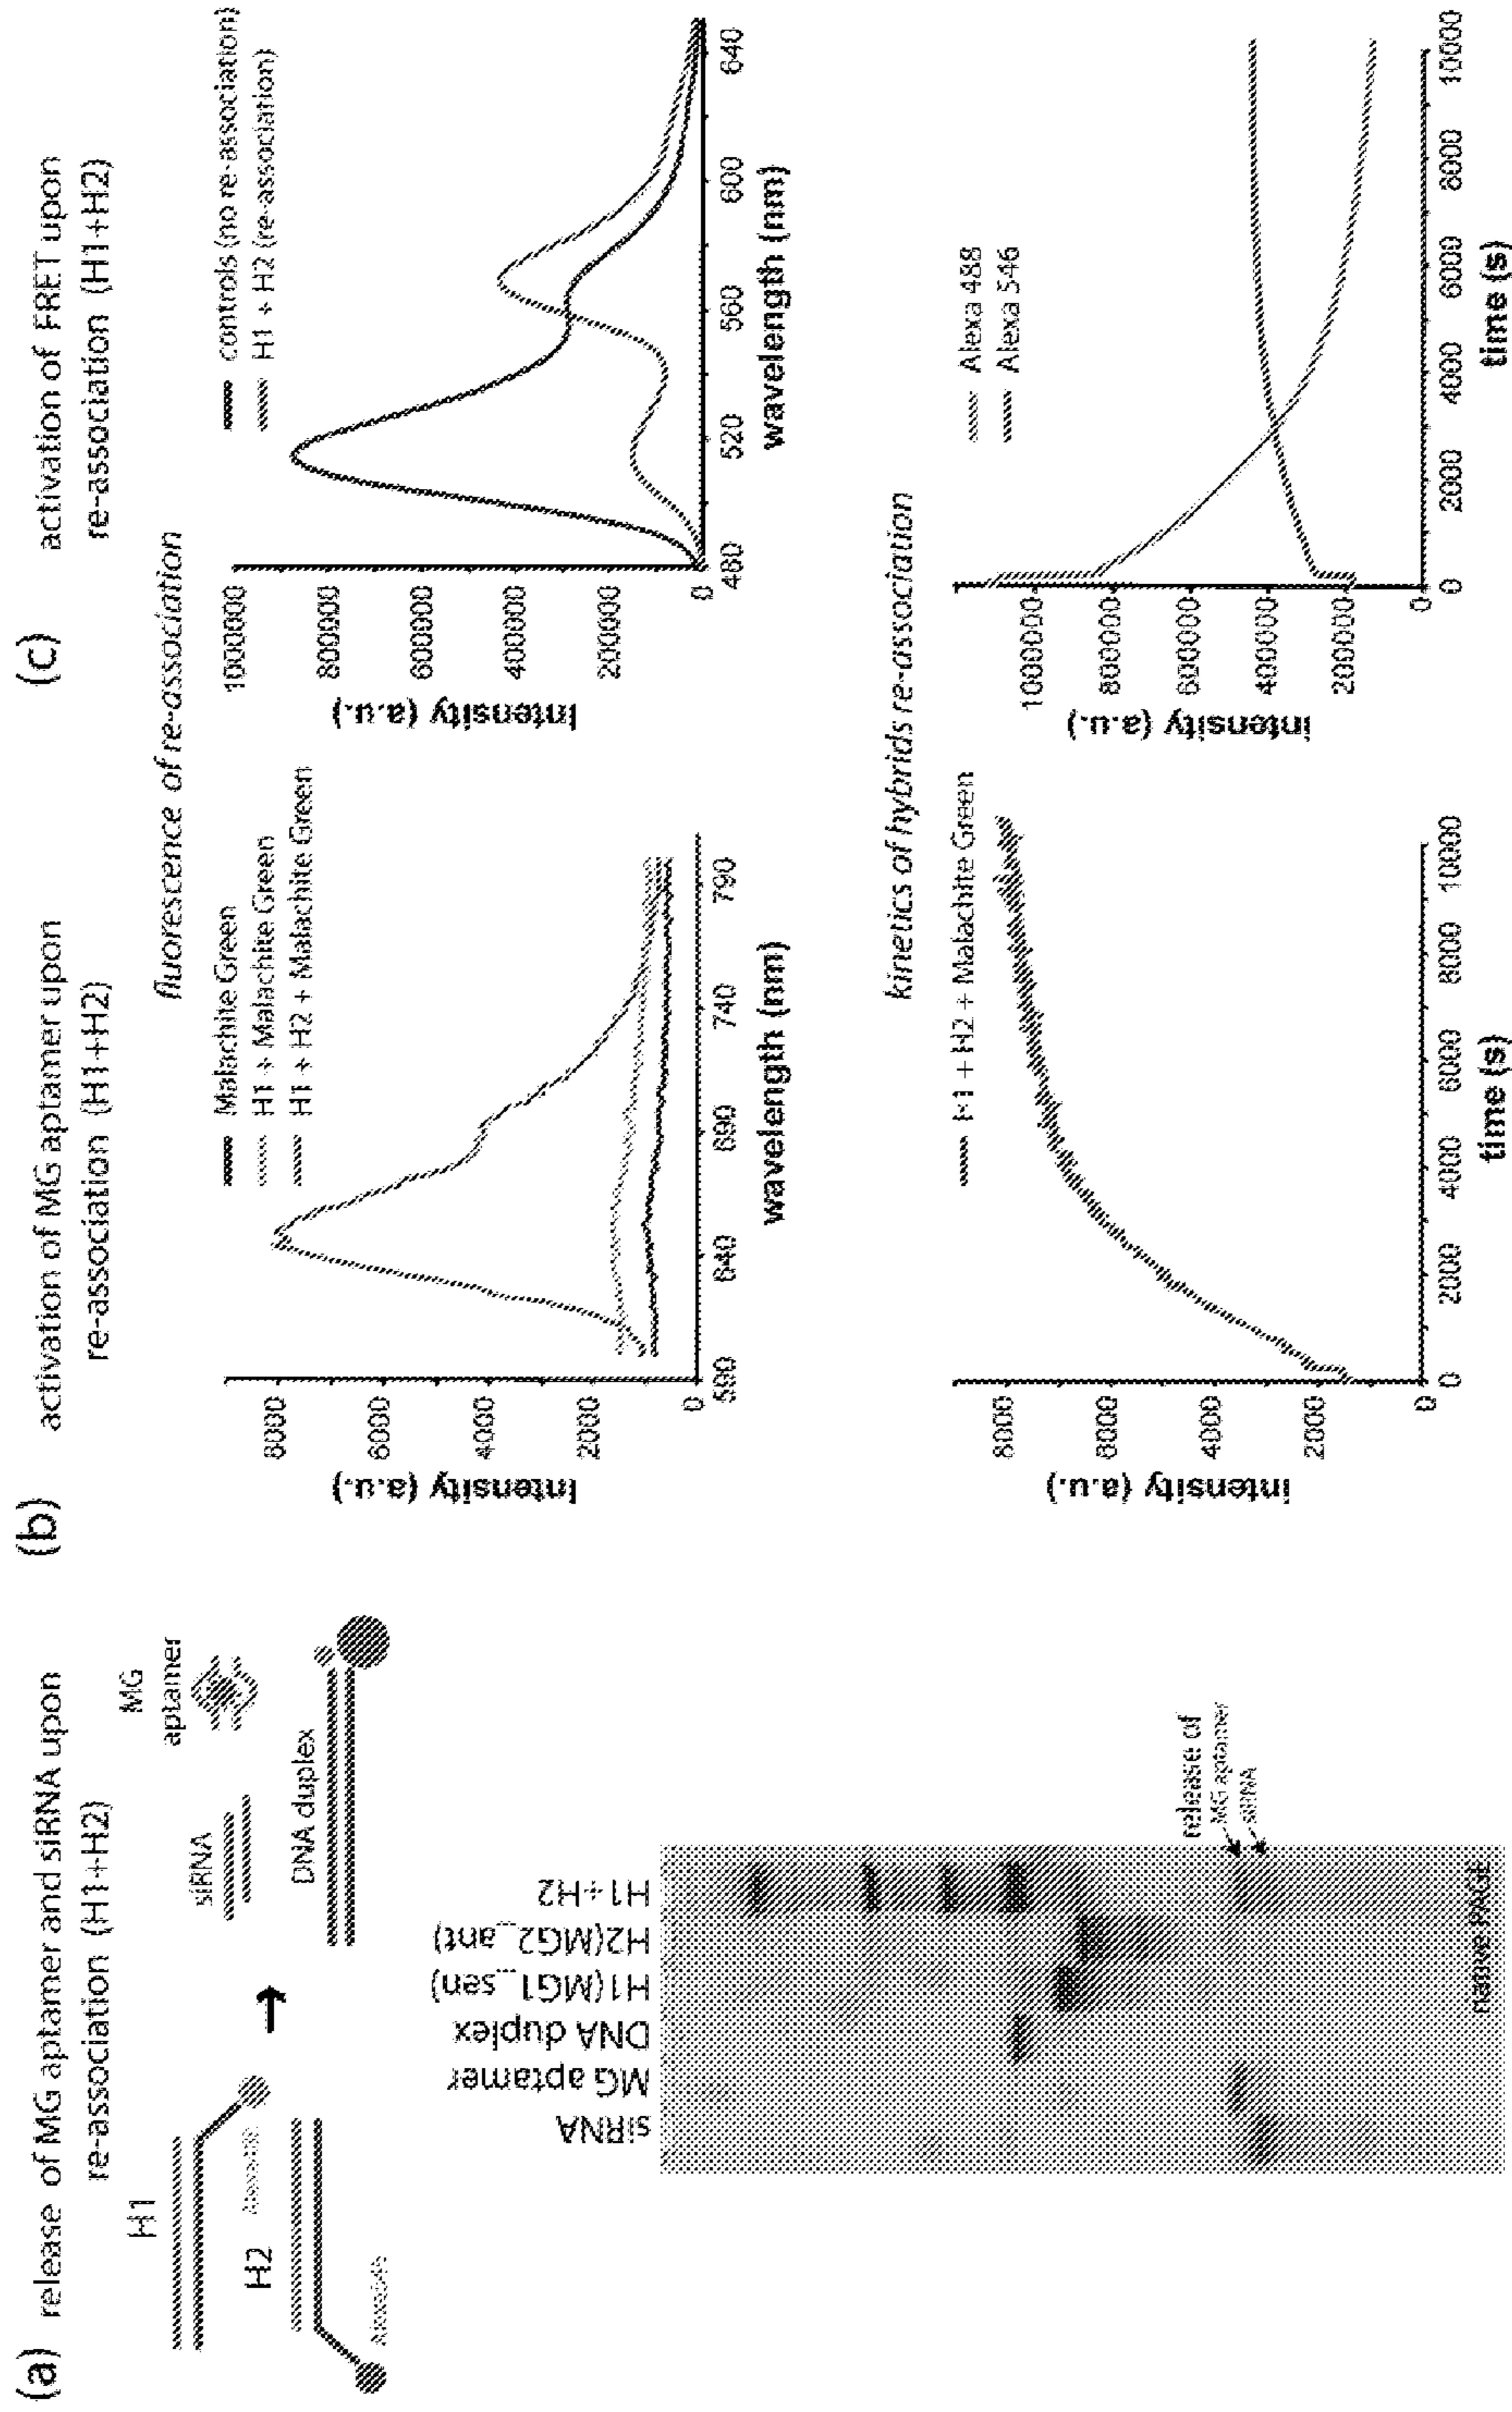 (a) release of MG aptamer and siRNA upon
re-association (H1+H2)
H1
H2
siRNA
MG
aptamer
DNA duplex
siRNA
MG aptamer
DNA duplex
H1(MG1_sen)
H2(MG2_ant)
H1+H2
release of
MG aptamer
siRNA
native PAGE
(b) activation of MG aptamer upon
re-association (H1+H2)
(c) activation of FRET upon
re-association (H1+H2)
fluorescence of re-association
Malachite Green
H1 + Malachite Green
H1 + H2 + Malachite Green
Intensity (a.u.)
8000
6000
4000
2000
0
590 640 690 740 790
wavelength (nm)
controls (no re-association)
H1 + H2 (re-association)
Intensity (a.u.)
1000000
800000
600000
400000
200000
0
480 520 560 600 640
wavelength (nm)
kinetics of hybrids re-association
H1 + H2 + Malachite Green
intensity (a.u.)
8000
6000
4000
2000
0
0 2000 4000 6000 8000 10000
time (s)
Alexa 488
Alexa 546
intensity (a.u.)
1000000
800000
600000
400000
200000
0
0 2000 4000 6000 8000 10000
time (s)